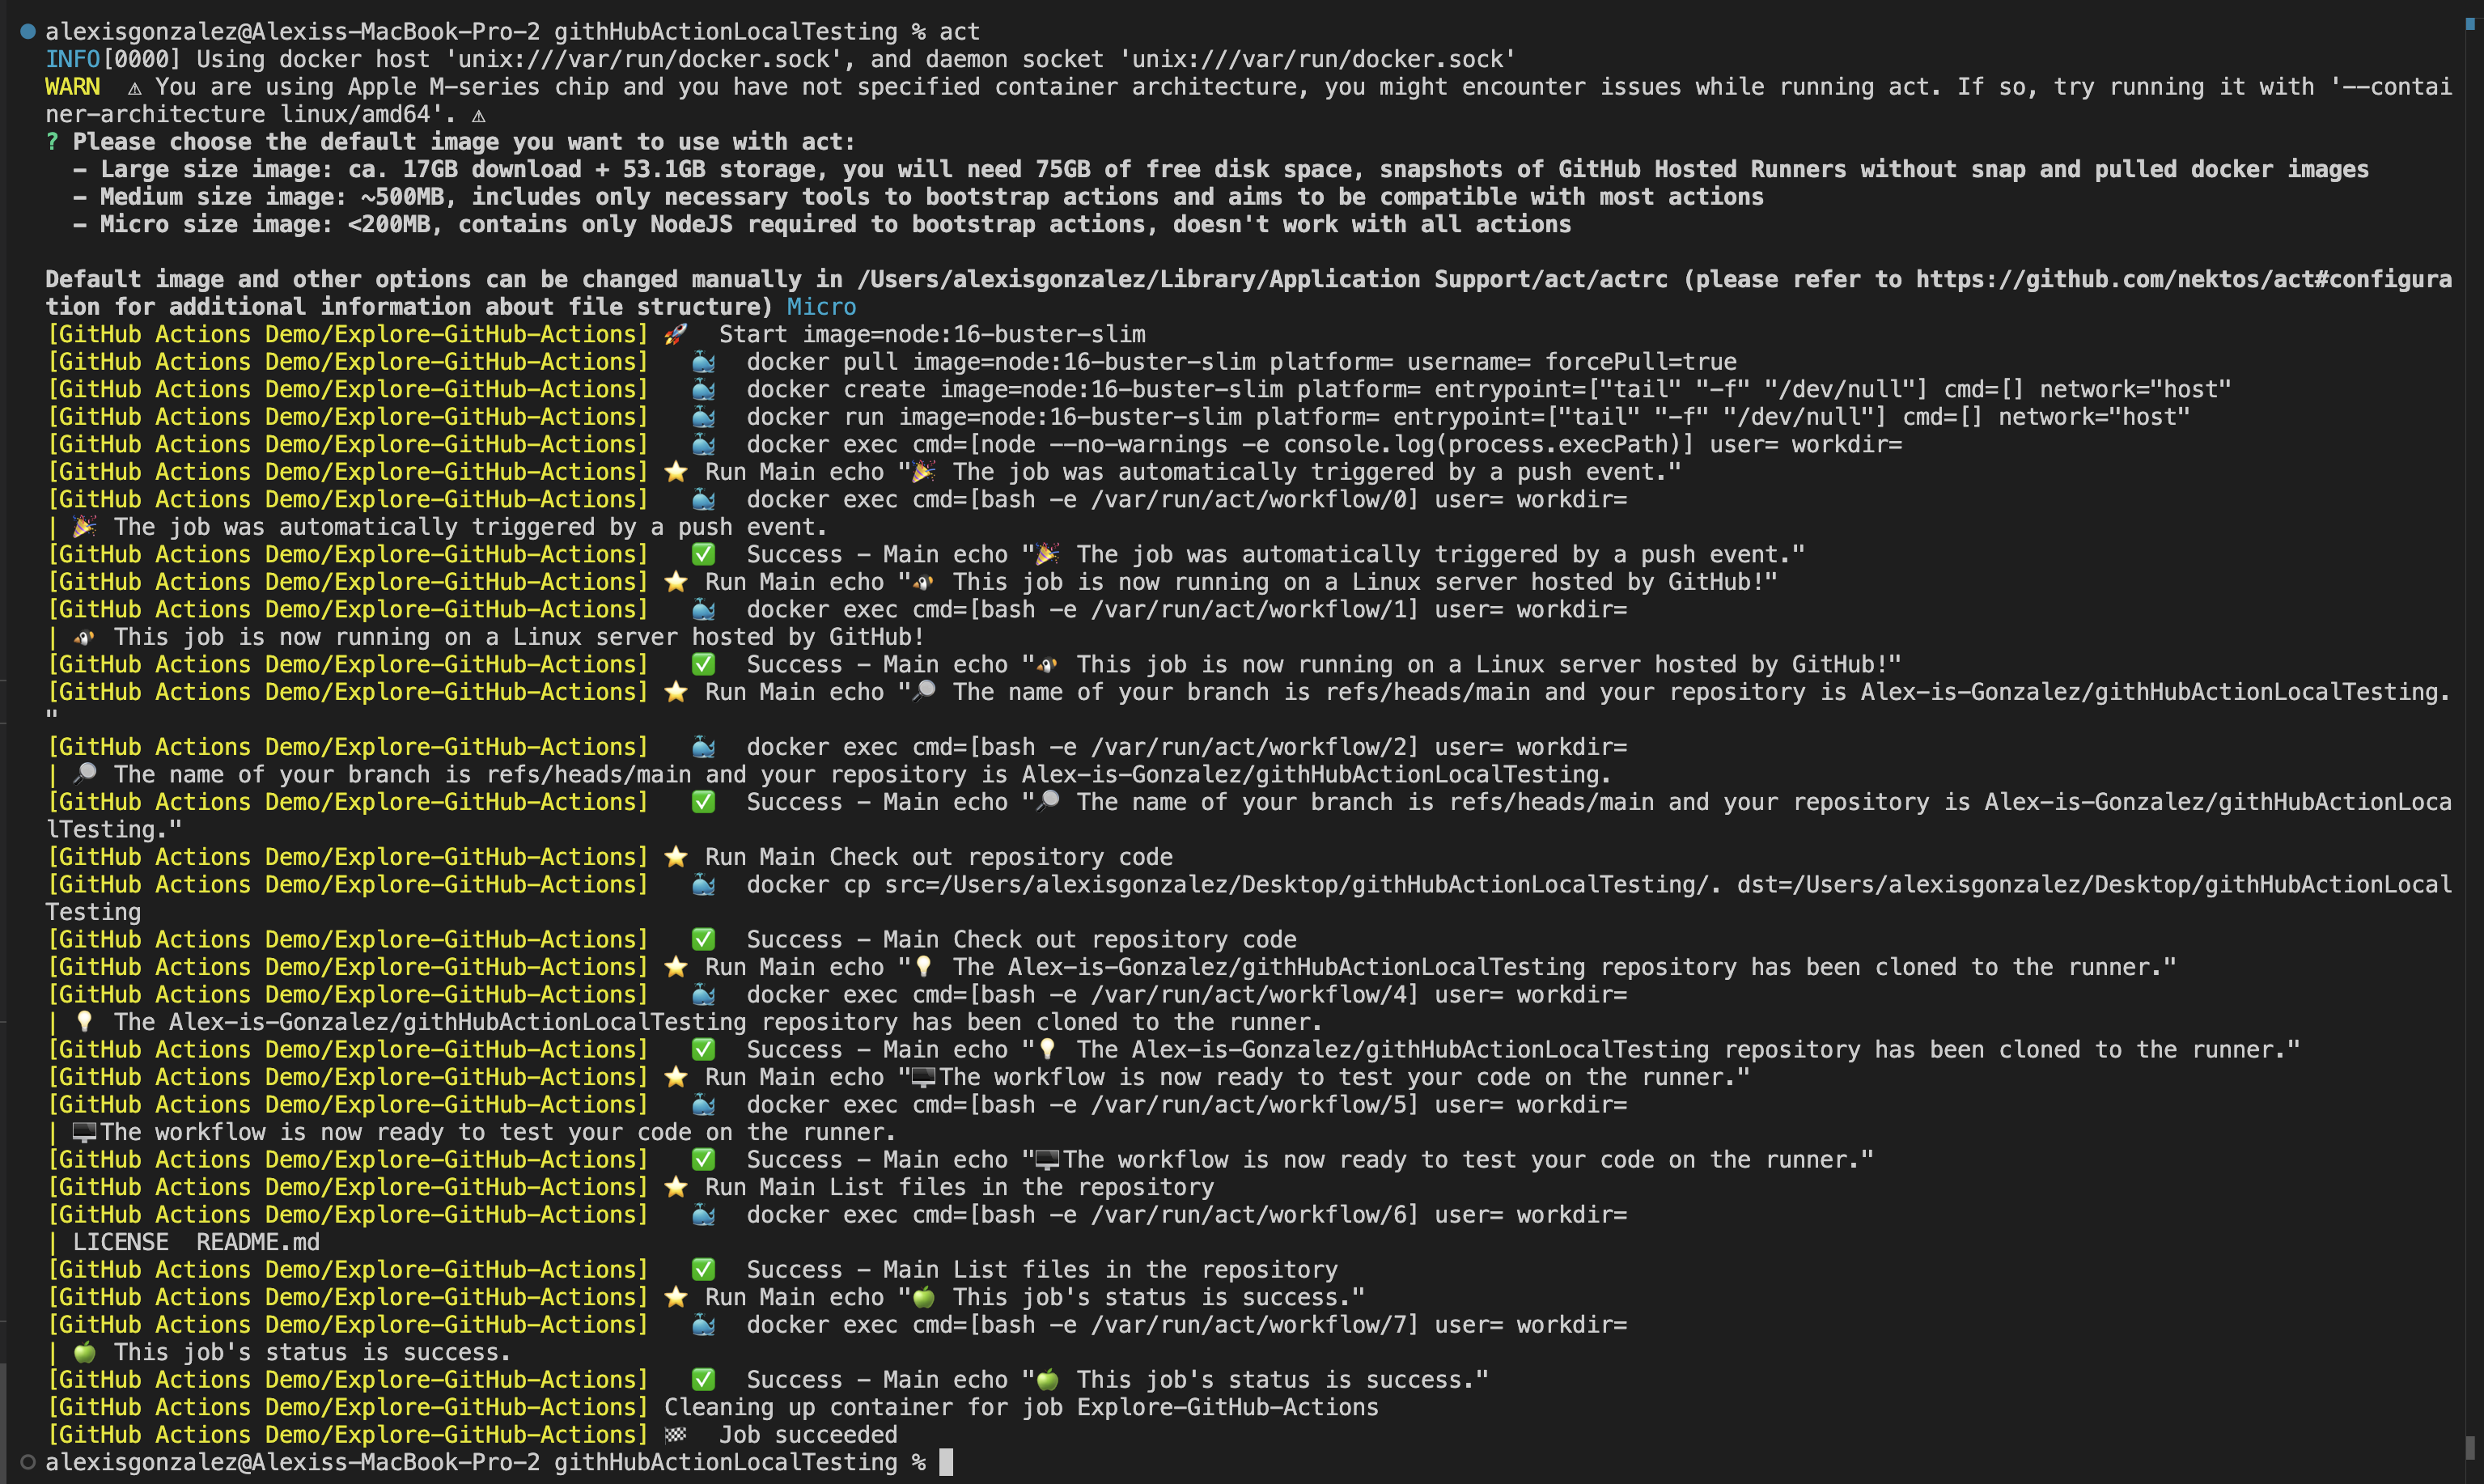 alexisgonzalez@Alexiss-MacBook-Pro-2 githHubActionLocalTesting % act
INFO[0000] Using docker host 'unix:///var/run/docker.sock', and daemon socket 'unix:///var/run/docker.sock'
WARN  ⚠ You are using Apple M-series chip and you have not specified container architecture, you might encounter issues while running act. If so, try running it with '--contai
ner-architecture linux/amd64'. ⚠
? Please choose the default image you want to use with act:
  - Large size image: ca. 17GB download + 53.1GB storage, you will need 75GB of free disk space, snapshots of GitHub Hosted Runners without snap and pulled docker images
  - Medium size image: ~500MB, includes only necessary tools to bootstrap actions and aims to be compatible with most actions
  - Micro size image: <200MB, contains only NodeJS required to bootstrap actions, doesn't work with all actions
Default image and other options can be changed manually in /Users/alexisgonzalez/Library/Application Support/act/actrc (please refer to https://github.com/nektos/act#configura
tion for additional information about file structure) Micro
[GitHub Actions Demo/Explore-GitHub-Actions] 🚀  Start image=node:16-buster-slim
[GitHub Actions Demo/Explore-GitHub-Actions]   🐳  docker pull image=node:16-buster-slim platform= username= forcePull=true
[GitHub Actions Demo/Explore-GitHub-Actions]   🐳  docker create image=node:16-buster-slim platform= entrypoint=["tail" "-f" "/dev/null"] cmd=[] network="host"
[GitHub Actions Demo/Explore-GitHub-Actions]   🐳  docker run image=node:16-buster-slim platform= entrypoint=["tail" "-f" "/dev/null"] cmd=[] network="host"
[GitHub Actions Demo/Explore-GitHub-Actions]   🐳  docker exec cmd=[node --no-warnings -e console.log(process.execPath)] user= workdir=
[GitHub Actions Demo/Explore-GitHub-Actions] ⭐ Run Main echo "🎉 The job was automatically triggered by a push event."
[GitHub Actions Demo/Explore-GitHub-Actions]   🐳  docker exec cmd=[bash -e /var/run/act/workflow/0] user= workdir=
| 🎉 The job was automatically triggered by a push event.
[GitHub Actions Demo/Explore-GitHub-Actions]   ✅  Success - Main echo "🎉 The job was automatically triggered by a push event."
[GitHub Actions Demo/Explore-GitHub-Actions] ⭐ Run Main echo "🐧 This job is now running on a Linux server hosted by GitHub!"
[GitHub Actions Demo/Explore-GitHub-Actions]   🐳  docker exec cmd=[bash -e /var/run/act/workflow/1] user= workdir=
| 🐧 This job is now running on a Linux server hosted by GitHub!
[GitHub Actions Demo/Explore-GitHub-Actions]   ✅  Success - Main echo "🐧 This job is now running on a Linux server hosted by GitHub!"
[GitHub Actions Demo/Explore-GitHub-Actions] ⭐ Run Main echo "🔎 The name of your branch is refs/heads/main and your repository is Alex-is-Gonzalez/githHubActionLocalTesting.
"
[GitHub Actions Demo/Explore-GitHub-Actions]   🐳  docker exec cmd=[bash -e /var/run/act/workflow/2] user= workdir=
| 🔎 The name of your branch is refs/heads/main and your repository is Alex-is-Gonzalez/githHubActionLocalTesting.
[GitHub Actions Demo/Explore-GitHub-Actions]   ✅  Success - Main echo "🔎 The name of your branch is refs/heads/main and your repository is Alex-is-Gonzalez/githHubActionLoca
lTesting."
[GitHub Actions Demo/Explore-GitHub-Actions] ⭐ Run Main Check out repository code
[GitHub Actions Demo/Explore-GitHub-Actions]   🐳  docker cp src=/Users/alexisgonzalez/Desktop/githHubActionLocalTesting/. dst=/Users/alexisgonzalez/Desktop/githHubActionLocal
Testing
[GitHub Actions Demo/Explore-GitHub-Actions]   ✅  Success - Main Check out repository code
[GitHub Actions Demo/Explore-GitHub-Actions] ⭐ Run Main echo "💡 The Alex-is-Gonzalez/githHubActionLocalTesting repository has been cloned to the runner."
[GitHub Actions Demo/Explore-GitHub-Actions]   🐳  docker exec cmd=[bash -e /var/run/act/workflow/4] user= workdir=
| 💡 The Alex-is-Gonzalez/githHubActionLocalTesting repository has been cloned to the runner.
[GitHub Actions Demo/Explore-GitHub-Actions]   ✅  Success - Main echo "💡 The Alex-is-Gonzalez/githHubActionLocalTesting repository has been cloned to the runner."
[GitHub Actions Demo/Explore-GitHub-Actions] ⭐ Run Main echo "🖥️The workflow is now ready to test your code on the runner."
[GitHub Actions Demo/Explore-GitHub-Actions]   🐳  docker exec cmd=[bash -e /var/run/act/workflow/5] user= workdir=
| 🖥️The workflow is now ready to test your code on the runner.
[GitHub Actions Demo/Explore-GitHub-Actions]   ✅  Success - Main echo "🖥️The workflow is now ready to test your code on the runner."
[GitHub Actions Demo/Explore-GitHub-Actions] ⭐ Run Main List files in the repository
[GitHub Actions Demo/Explore-GitHub-Actions]   🐳  docker exec cmd=[bash -e /var/run/act/workflow/6] user= workdir=
| LICENSE  README.md
[GitHub Actions Demo/Explore-GitHub-Actions]   ✅  Success - Main List files in the repository
[GitHub Actions Demo/Explore-GitHub-Actions] ⭐ Run Main echo "🍏 This job's status is success."
[GitHub Actions Demo/Explore-GitHub-Actions]   🐳  docker exec cmd=[bash -e /var/run/act/workflow/7] user= workdir=
| 🍏 This job's status is success.
[GitHub Actions Demo/Explore-GitHub-Actions]   ✅  Success - Main echo "🍏 This job's status is success."
[GitHub Actions Demo/Explore-GitHub-Actions] Cleaning up container for job Explore-GitHub-Actions
[GitHub Actions Demo/Explore-GitHub-Actions] 🏁  Job succeeded
alexisgonzalez@Alexiss-MacBook-Pro-2 githHubActionLocalTesting %